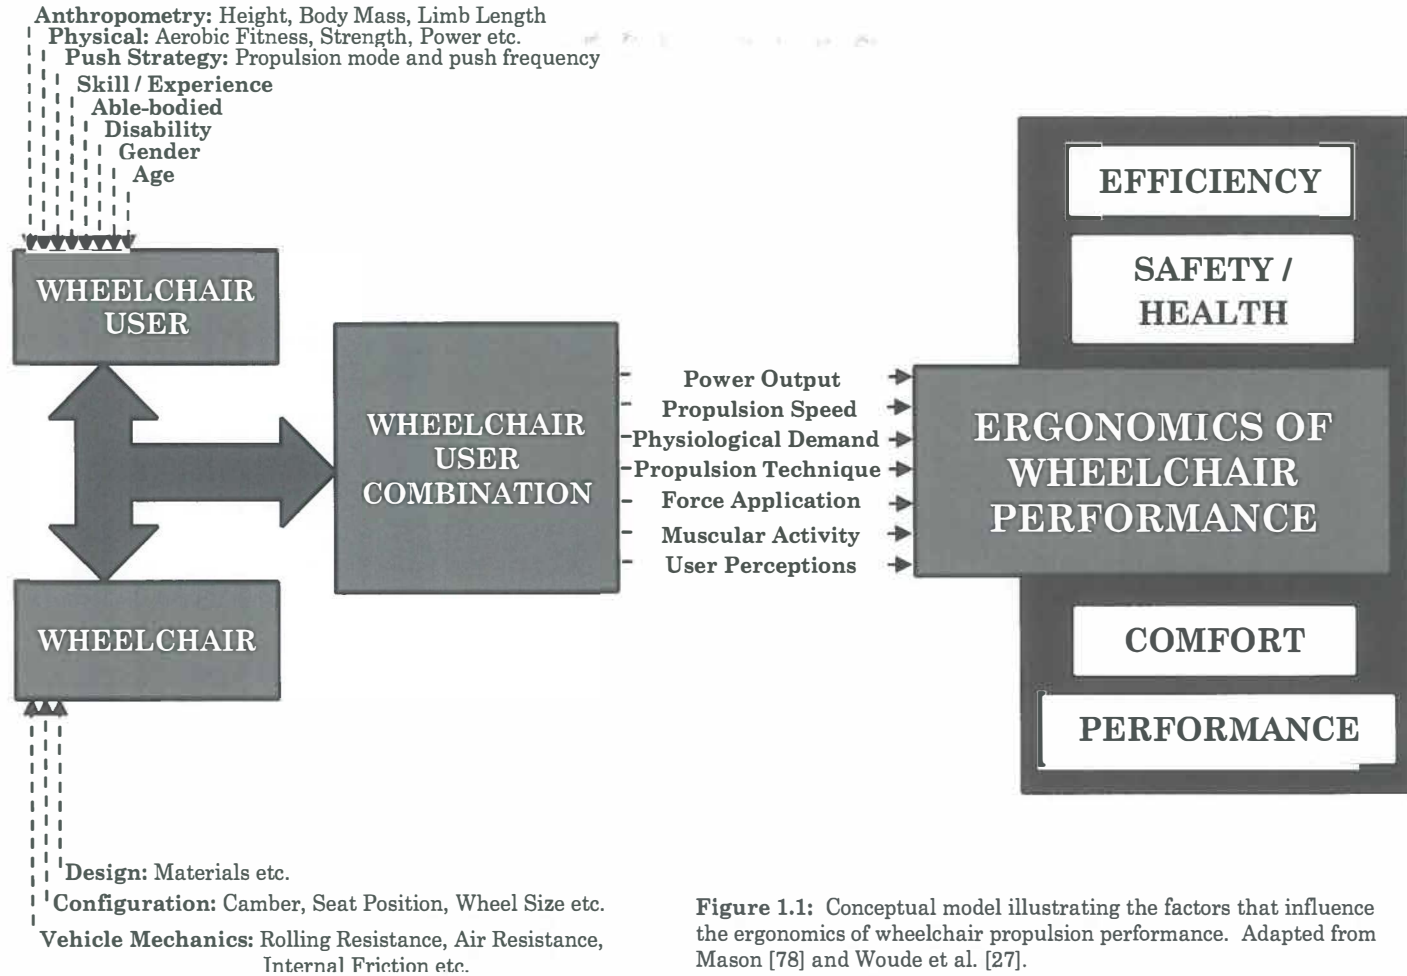 Anthropometry: Height, Body Mass, Limb Length
Physical: Aerobic Fitness, Strength, Power etc.
Push Strategy: Propulsion mode and push frequency
Skill / Experience
Able-bodied
Disability
Gender
Age
WHEELCHAIR
USER
WHEELCHAIR
USER
COMBINATION
WHEELCHAIR
Power Output
Propulsion Speed
Physiological Demand
Propulsion Technique
Force Application
Muscular Activity
User Perceptions
EFFICIENCY
SAFETY /
HEALTH
ERGONOMICS OF
WHEELCHAIR
PERFORMANCE
COMFORT
PERFORMANCE
Design: Materials etc.
Configuration: Camber, Seat Position, Wheel Size etc.
Vehicle Mechanics: Rolling Resistance, Air Resistance,
Internal Friction etc.
Figure 1.1: Conceptual model illustrating the factors that influence
the ergonomics of wheelchair propulsion performance. Adapted from
Mason [78] and Woude et al. [27].